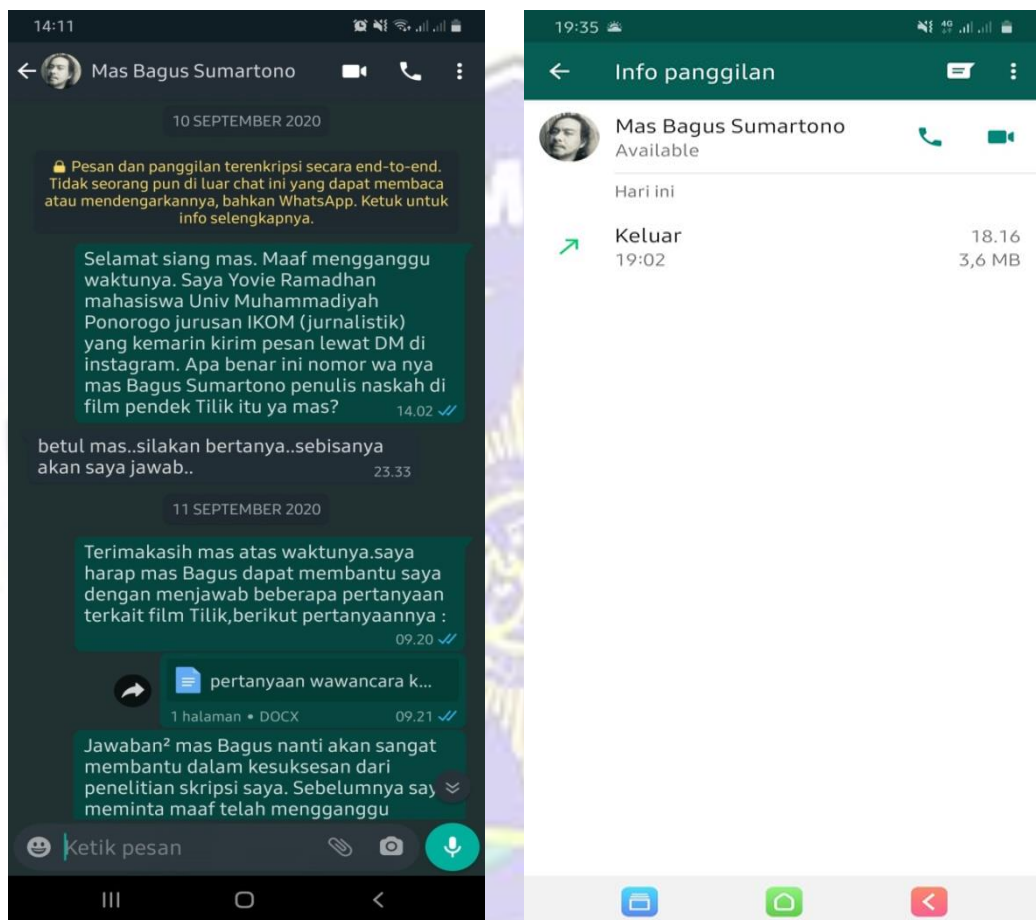 14:11
Mas Bagus Sumartono
10 SEPTEMBER 2020
Pesan dan panggilan terenkripsi secara end-to-end.
Tidak seorang pun di luar chat ini yang dapat membaca
atau mendengarkannya, bahkan WhatsApp. Ketuk untuk
info selengkapnya.
Selamat siang mas. Maaf mengganggu
waktunya. Saya Yovie Ramadhan
mahasiswa Univ Muhammadiyah
Ponorogo jurusan IKOM (jurnalistik)
yang kemarin kirim pesan lewat DM di
instagram. Apa benar ini nomor wa nya
mas Bagus Sumartono penulis naskah di
film pendek Tilik itu ya mas?
14.02
betul mas..silakan bertanya..sebisanya
akan saya jawab..
23.33
11 SEPTEMBER 2020
Terimakasih mas atas waktunya.saya
harap mas Bagus dapat membantu saya
dengan menjawab beberapa pertanyaan
terkait film Tilik,berikut pertanyaannya :
09.20
pertanyaan wawancara k...
1 halaman • DOCX
09.21
Jawaban² mas Bagus nanti akan sangat
membantu dalam kesuksesan dari
penelitian skripsi saya. Sebelumnya say
meminta maaf telah mengganggu
Ketik pesan
19:35
4G
Info panggilan
Mas Bagus Sumartono
Available
Hari ini
Keluar
18.16
19:02
3,6 MB